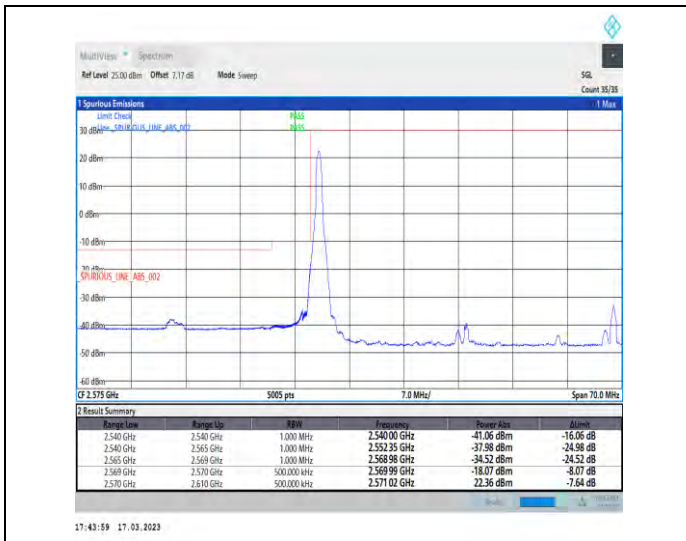 MultiView Spectrum
Ref Level 25.00 dBm Offset 7.17 dB Mode Sweep SGL
Count 35/35
1 Spurious Emissions 1 Max
Limit Check PASS
Line _SPURIOUS_LINE_ABS_002 PASS
30 dBm
20 dBm
10 dBm
0 dBm
-10 dBm
-20 dBm
_SPURIOUS_LINE_ABS_002
-30 dBm
-40 dBm
-50 dBm
-60 dBm
CF 2.575 GHz 5005 pts 7.0 MHz/ Span 70.0 MHz
2 Result Summary
Range Low Range Up RBW Frequency Power Abs ΔLimit
2.540 GHz 2.540 GHz 1.000 MHz 2.540 00 GHz -41.06 dBm -16.06 dB
2.540 GHz 2.565 GHz 1.000 MHz 2.552 35 GHz -37.98 dBm -24.98 dB
2.565 GHz 2.569 GHz 1.000 MHz 2.568 98 GHz -34.52 dBm -24.52 dB
2.569 GHz 2.570 GHz 500.000 kHz 2.569 99 GHz -18.07 dBm -8.07 dB
2.570 GHz 2.610 GHz 500.000 kHz 2.571 02 GHz 22.36 dBm -7.64 dB
17:43:59 17.03.2023